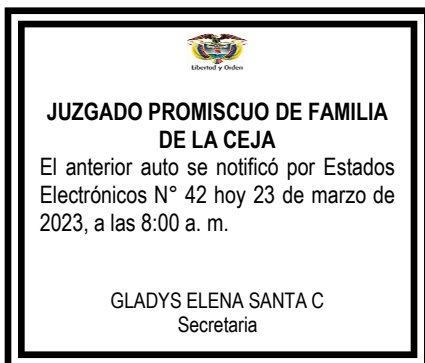 Libertad y Orden
JUZGADO PROMISCUO DE FAMILIA
DE LA CEJA
El anterior auto se notificó por Estados
Electrónicos N° 42 hoy 23 de marzo de
2023, a las 8:00 a. m.
GLADYS ELENA SANTA C
Secretaria